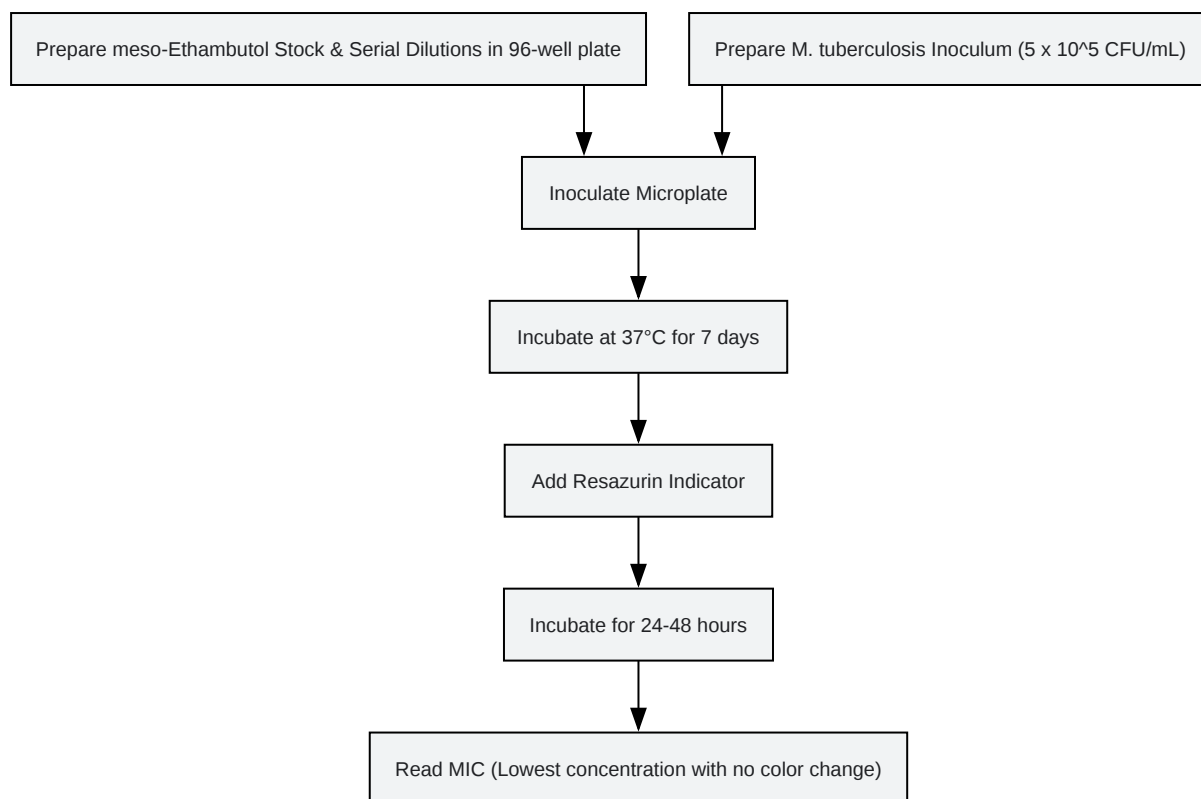 Prepare meso-Ethambutol Stock & Serial Dilutions in 96-well plate
Prepare M. tuberculosis Inoculum (5 x 10^5 CFU/mL)
Inoculate Microplate
Incubate at 37°C for 7 days
Add Resazurin Indicator
Incubate for 24-48 hours
Read MIC (Lowest concentration with no color change)